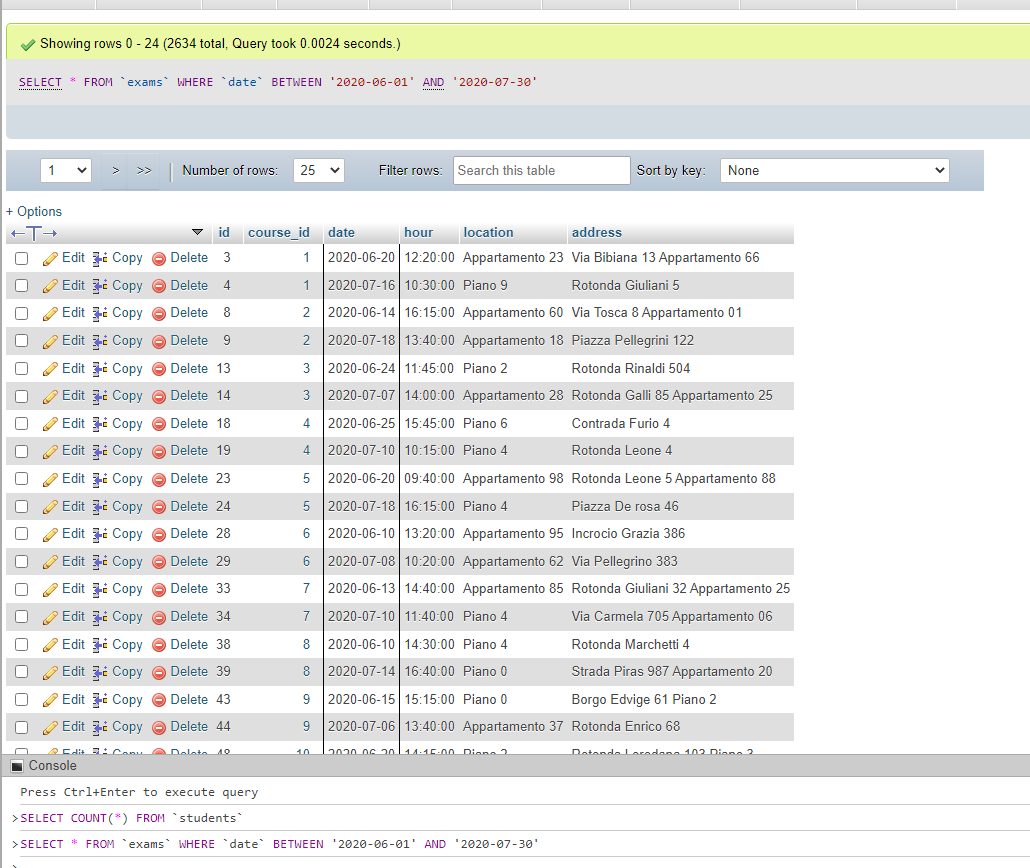 Showing rows 0 - 24 (2634 total, Query took 0.0024 seconds.)
SELECT * FROM `exams` WHERE `date` BETWEEN '2020-06-01' AND '2020-07-30'
1 > >> | Number of rows: 25 Filter rows: Search this table Sort by key: None
+ Options
←T→ id course_id date hour location address
Edit Copy Delete 3 1 2020-06-20 12:20:00 Appartamento 23 Via Bibiana 13 Appartamento 66
Edit Copy Delete 4 1 2020-07-16 10:30:00 Piano 9 Rotonda Giuliani 5
Edit Copy Delete 8 2 2020-06-14 16:15:00 Appartamento 60 Via Tosca 8 Appartamento 01
Edit Copy Delete 9 2 2020-07-18 13:40:00 Appartamento 18 Piazza Pellegrini 122
Edit Copy Delete 13 3 2020-06-24 11:45:00 Piano 2 Rotonda Rinaldi 504
Edit Copy Delete 14 3 2020-07-07 14:00:00 Appartamento 28 Rotonda Galli 85 Appartamento 25
Edit Copy Delete 18 4 2020-06-25 15:45:00 Piano 6 Contrada Furio 4
Edit Copy Delete 19 4 2020-07-10 10:15:00 Piano 4 Rotonda Leone 4
Edit Copy Delete 23 5 2020-06-20 09:40:00 Appartamento 98 Rotonda Leone 5 Appartamento 88
Edit Copy Delete 24 5 2020-07-18 16:15:00 Piano 4 Piazza De rosa 46
Edit Copy Delete 28 6 2020-06-10 13:20:00 Appartamento 95 Incrocio Grazia 386
Edit Copy Delete 29 6 2020-07-08 10:20:00 Appartamento 62 Via Pellegrino 383
Edit Copy Delete 33 7 2020-06-13 14:40:00 Appartamento 85 Rotonda Giuliani 32 Appartamento 25
Edit Copy Delete 34 7 2020-07-10 11:40:00 Piano 4 Via Carmela 705 Appartamento 06
Edit Copy Delete 38 8 2020-06-10 14:30:00 Piano 4 Rotonda Marchetti 4
Edit Copy Delete 39 8 2020-07-14 16:40:00 Piano 0 Strada Piras 987 Appartamento 20
Edit Copy Delete 43 9 2020-06-15 15:15:00 Piano 0 Borgo Edvige 61 Piano 2
Edit Copy Delete 44 9 2020-07-06 13:40:00 Appartamento 37 Rotonda Enrico 68
Edit Copy Delete 48 10 2020-06-20 14:15:00 Piano 2 Rotonda Loredana 193 Piano 3
Console
Press Ctrl+Enter to execute query
>SELECT COUNT(*) FROM `students`
>SELECT * FROM `exams` WHERE `date` BETWEEN '2020-06-01' AND '2020-07-30'
>